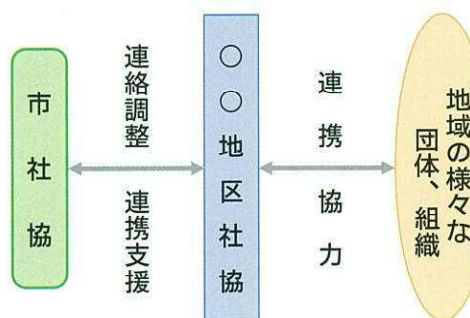 市社協
連絡調整
連携支援
○○地区社協
連携
協力
地域の様々な
団体、組織